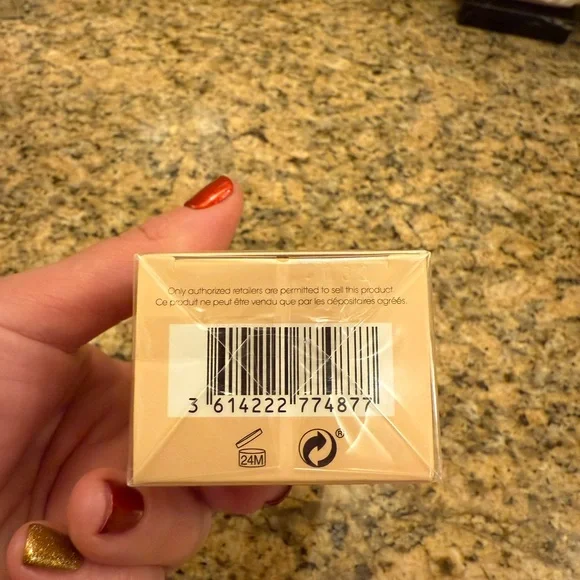 Only authorized retailers are permitted to sell this product.
Ce produit ne peut être vendu que par les dépositaires agréés.
3 614222 774877
24M
®